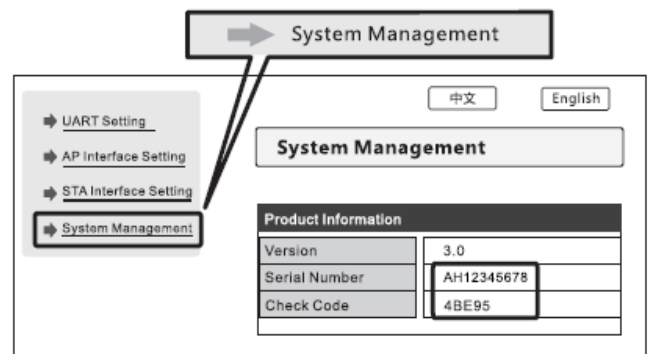 System Management
中文 English
UART Setting
AP Interface Setting
STA Interface Setting
System Management
System Management
Product Information
Version 3.0
Serial Number AH12345678
Check Code 4BE95